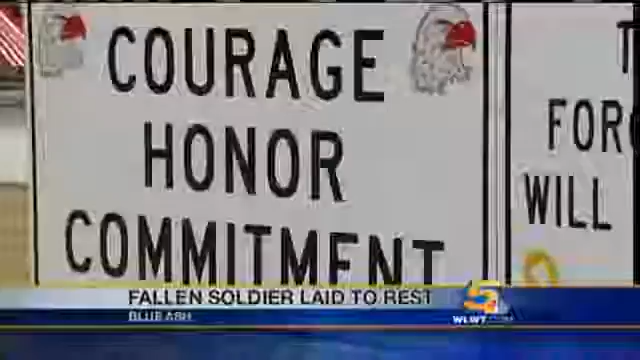 COURAGE
HONOR
COMMITMENT
FOR
WILL
FALLEN SOLDIER LAID TO REST
BLUE ASH
5
WLWT.COM